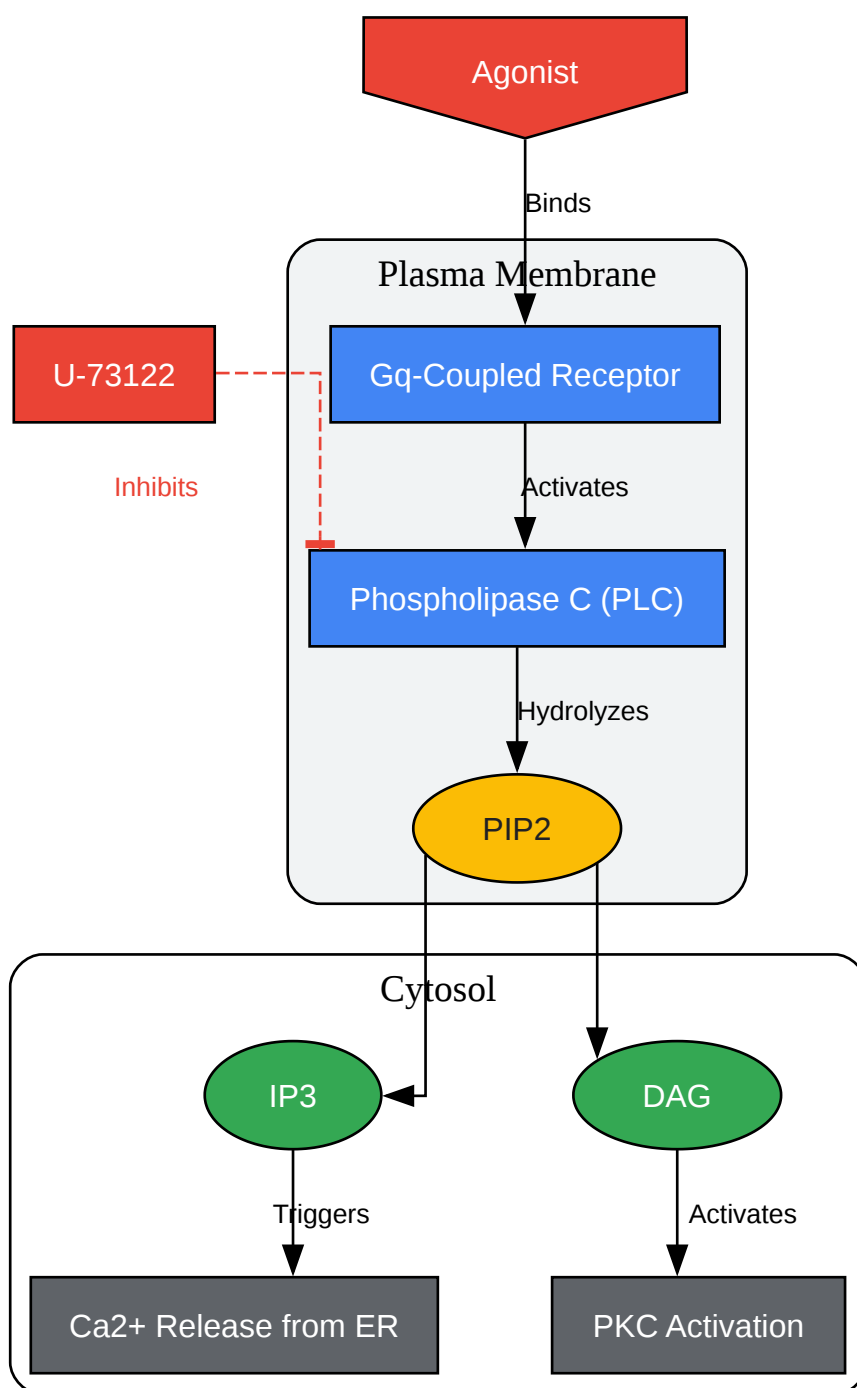 Agonist
Binds
Plasma Membrane
U-73122
Gq-Coupled Receptor
Inhibits
Activates
Phospholipase C (PLC)
Hydrolyzes
PIP2
Cytosol
IP3
DAG
Triggers
Activates
Ca2+ Release from ER
PKC Activation